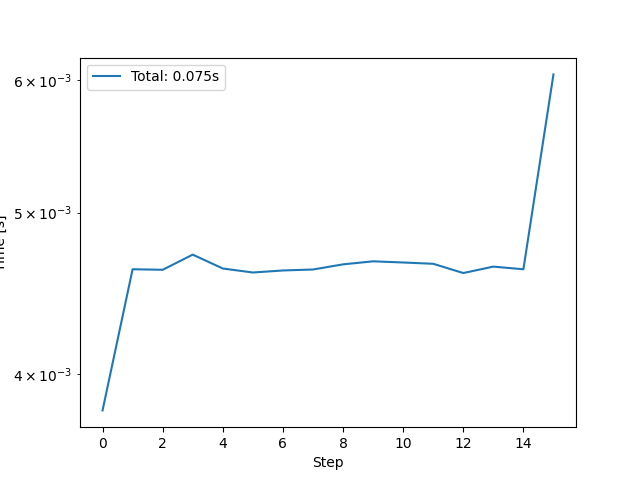 Total: 0.075s
6 × 10⁻³
5 × 10⁻³
4 × 10⁻³
0 2 4 6 8 10 12 14
Step
[s]